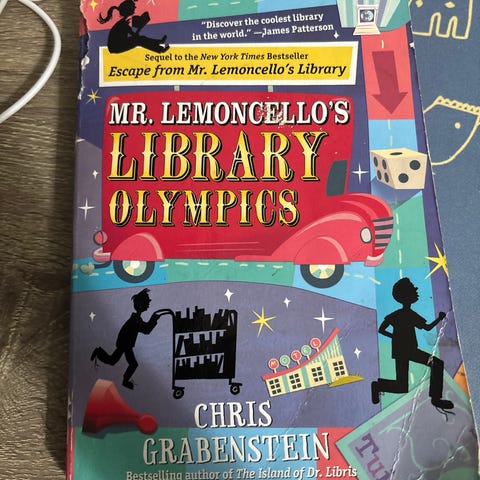 "Discover the coolest library
in the world." —James Patterson
Sequel to the New York Times Bestseller
Escape from Mr. Lemoncello's Library
MR. LEMONCELLO'S
LIBRARY
OLYMPICS
MOTEL
CHRIS
GRABENSTEIN
Bestselling author of The Island of Dr. Libris